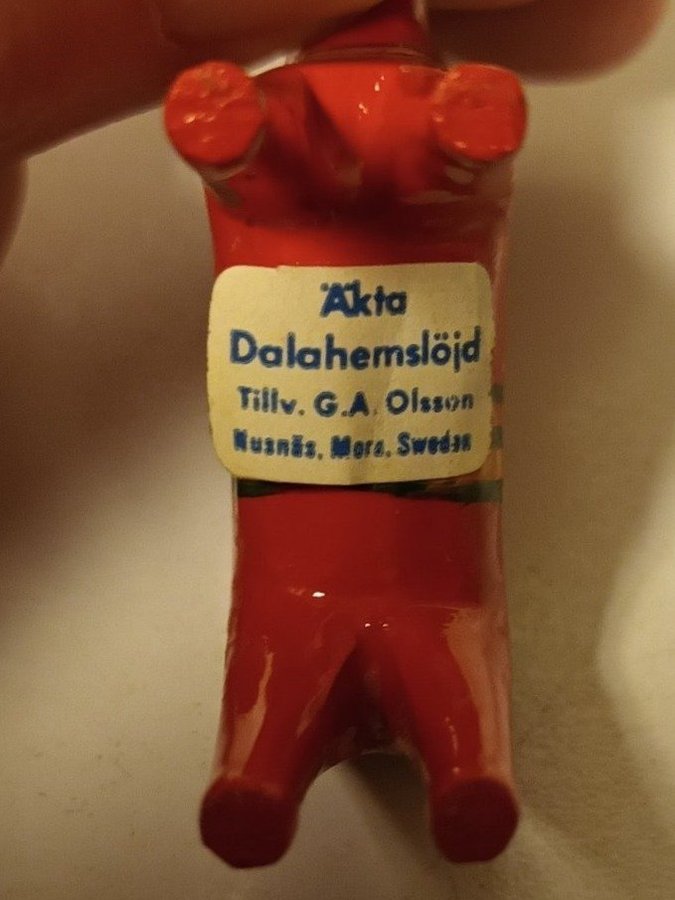 Äkta
Dalahemslöjd
Tillv. G.A. Olsson
Nusnäs. Mora. Sweden